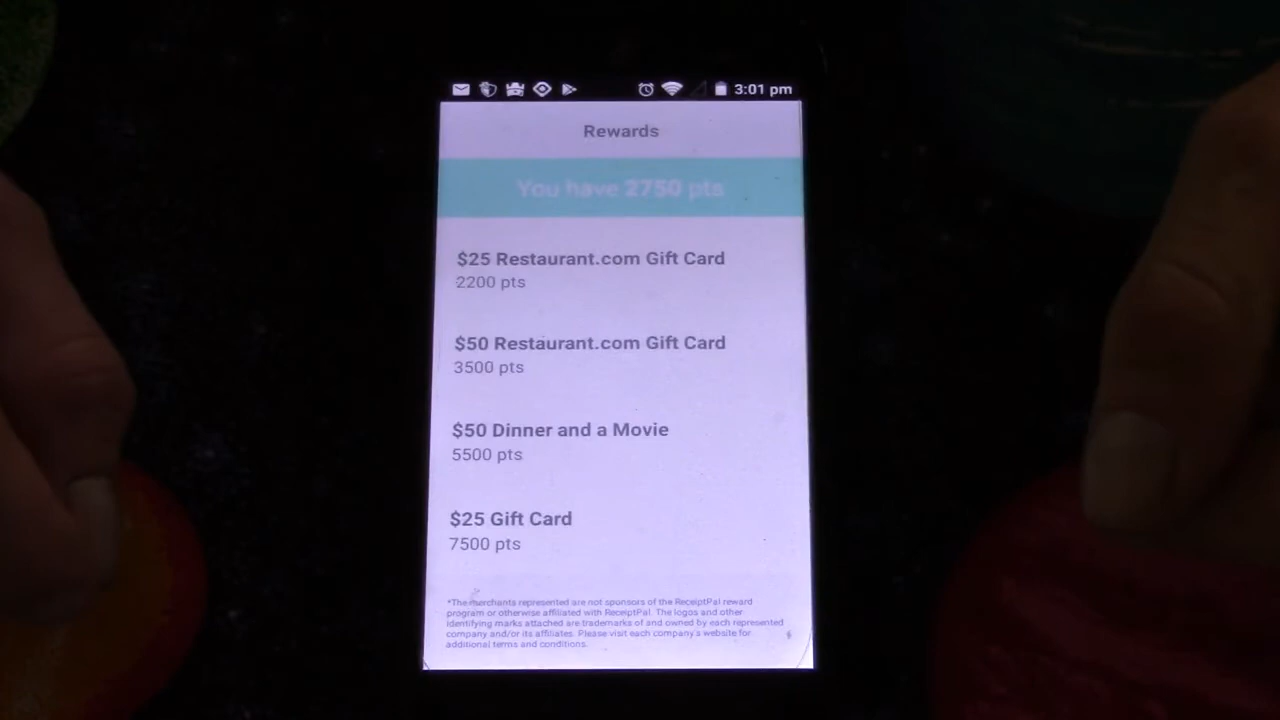 3:01 pm
Rewards
You have 2750 pts
$25 Restaurant.com Gift Card
2200 pts
$50 Restaurant.com Gift Card
3500 pts
$50 Dinner and a Movie
5500 pts
$25 Gift Card
7500 pts
*The merchants represented are not sponsors of the ReceiptPal reward
program or otherwise affiliated with ReceiptPal. The logos and other
identifying marks attached are trademarks of and owned by each represented
company and/or its affiliates. Please visit each company's website for
additional terms and conditions.